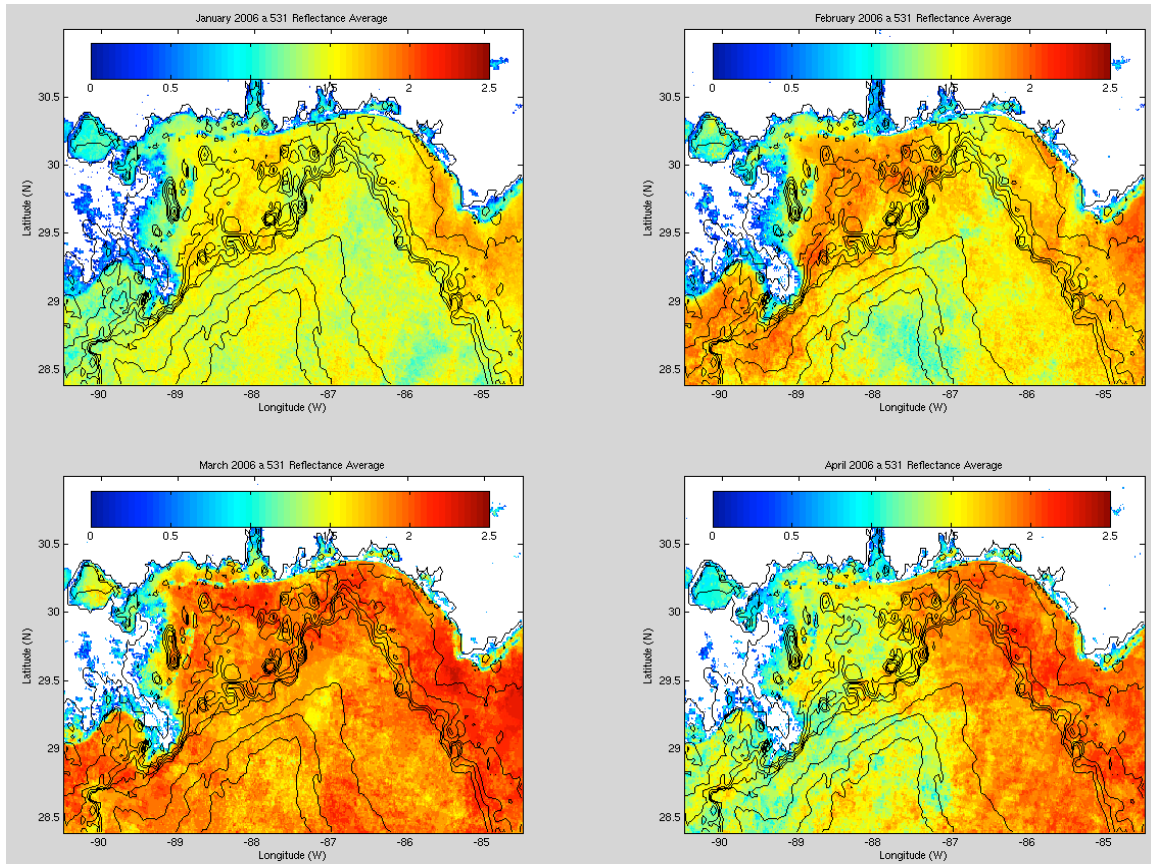 January 2006 a 531 Reflectance Average
0 0.5 1 1.5 2 2.5
30.5
30
29.5
29
28.5
Latitude (N)
-90 -89 -88 -87 -86 -85
Longitude (W)
February 2006 a 531 Reflectance Average
0 0.5 1 1.5 2 2.5
30.5
30
29.5
29
28.5
Latitude (N)
-90 -89 -88 -87 -86 -85
Longitude (W)
March 2006 a 531 Reflectance Average
0 0.5 1 1.5 2 2.5
30.5
30
29.5
29
28.5
Latitude (N)
-90 -89 -88 -87 -86 -85
Longitude (W)
April 2006 a 531 Reflectance Average
0 0.5 1 1.5 2 2.5
30.5
30
29.5
29
28.5
Latitude (N)
-90 -89 -88 -87 -86 -85
Longitude (W)